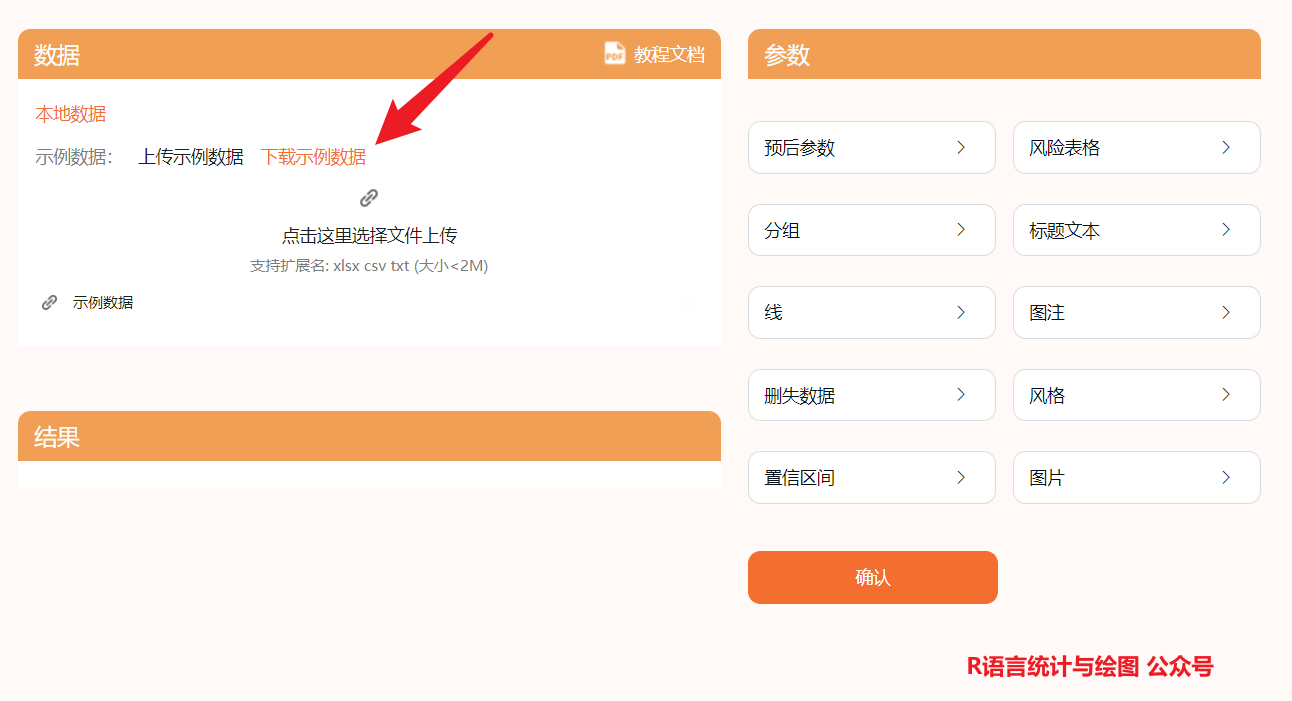 数据
PDF 教程文档
本地数据
示例数据： 上传示例数据 下载示例数据
点击这里选择文件上传
支持扩展名: xlsx csv txt (大小<2M)
示例数据
结果
参数
预后参数
风险表格
分组
标题文本
线
图注
删失数据
风格
置信区间
图片
确认
R语言统计与绘图 公众号